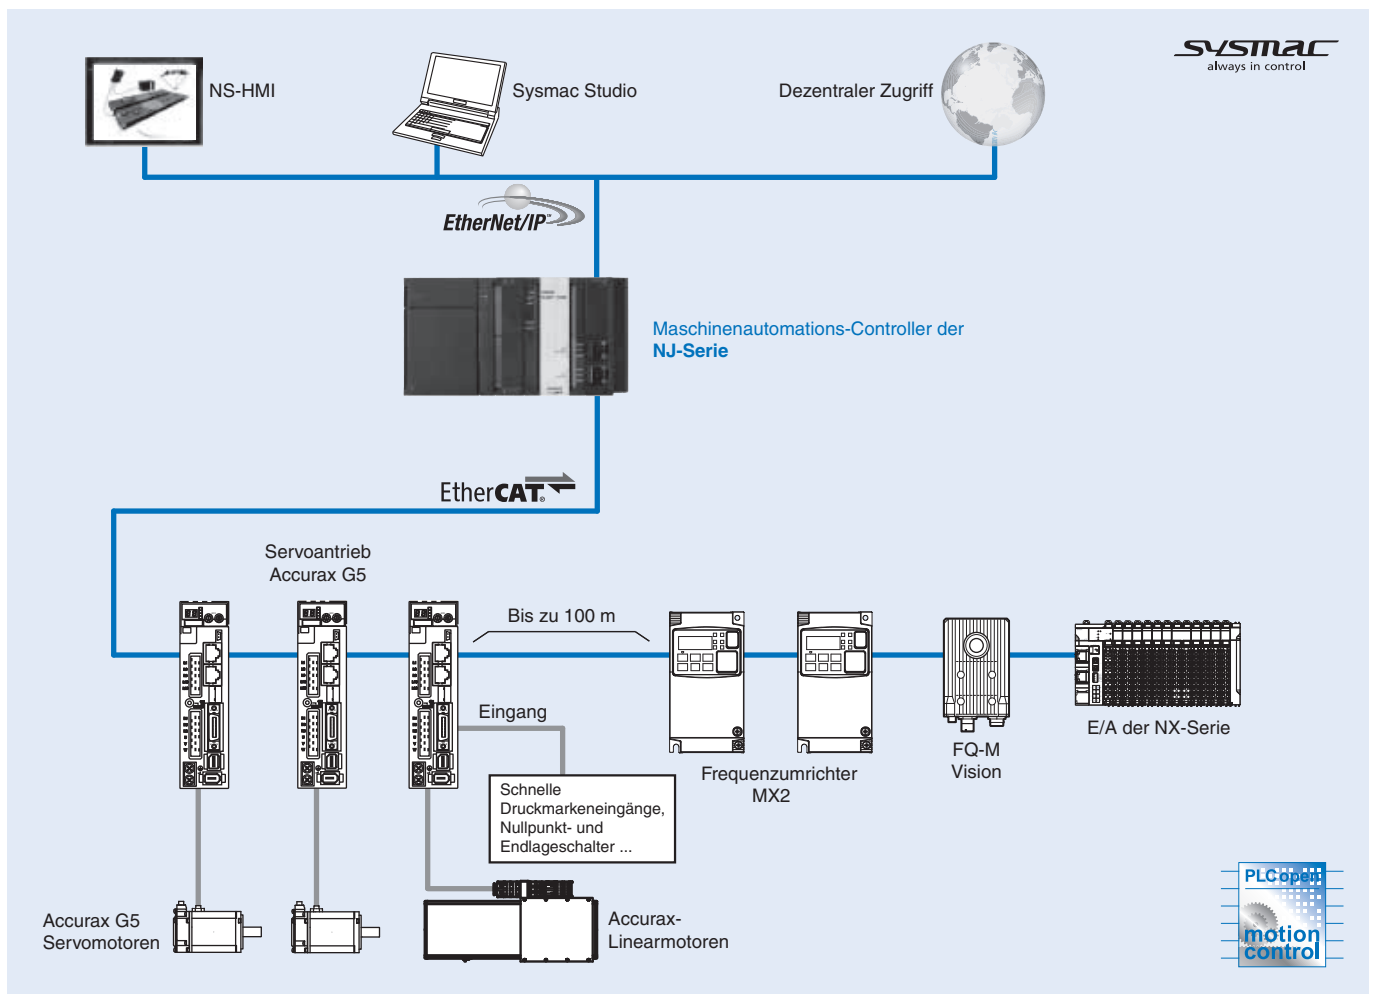 sysmac
always in control
NS-HMI
Sysmac Studio
Dezentraler Zugriff
EtherNet/IP™
Maschinenautomations-Controller der
NJ-Serie
EtherCAT®
Servoantrieb
Accurax G5
Bis zu 100 m
Eingang
Schnelle
Druckmarkeneingänge,
Nullpunkt- und
Endlageschalter ...
Frequenzumrichter
MX2
FQ-M
Vision
E/A der NX-Serie
Accurax G5
Servomotoren
Accurax-
Linearmotoren
PLCopen
motion
control